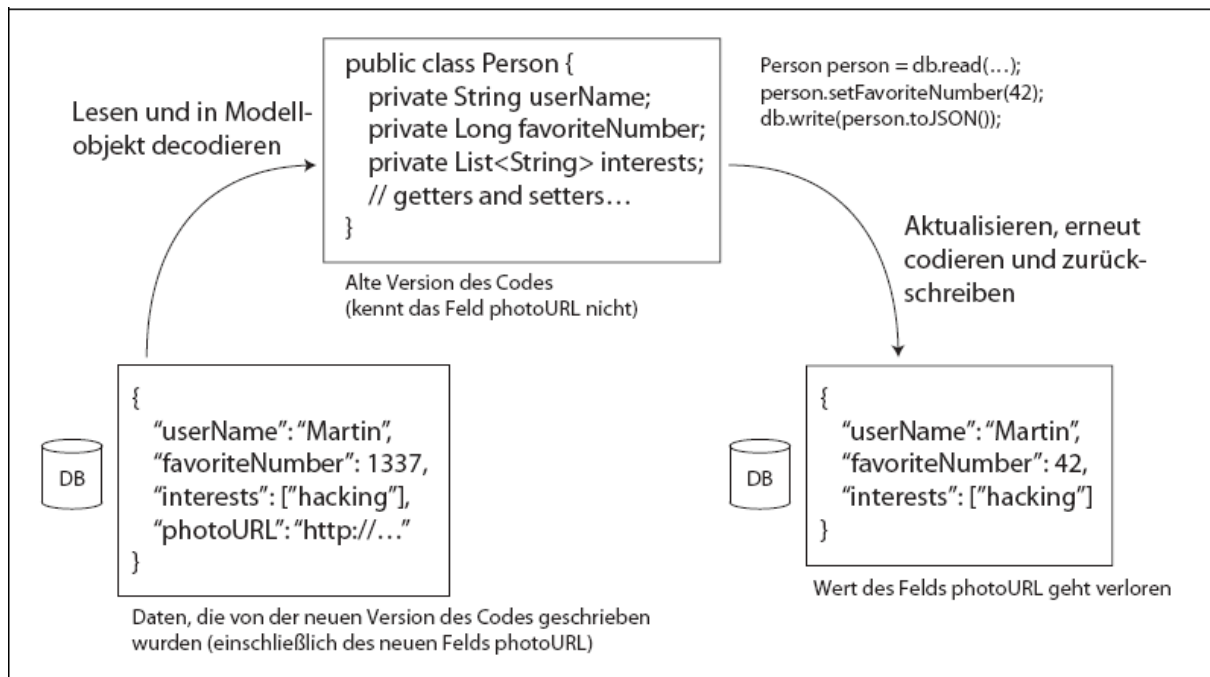 public class Person {
private String userName;
private Long favoriteNumber;
private List<String> interests;
// getters and setters…
}
Person person = db.read(…);
person.setFavoriteNumber(42);
db.write(person.toJSON());
Lesen und in Modell-
objekt decodieren
Alte Version des Codes
(kennt das Feld photoURL nicht)
Aktualisieren, erneut
codieren und zurück-
schreiben
DB
{
“userName”: “Martin”,
“favoriteNumber”: 1337,
“interests”: [”hacking”],
“photoURL”: “http://…”
}
Daten, die von der neuen Version des Codes geschrieben
wurden (einschließlich des neuen Felds photoURL)
DB
{
“userName”: “Martin”,
“favoriteNumber”: 42,
“interests”: [”hacking”]
}
Wert des Felds photoURL geht verloren